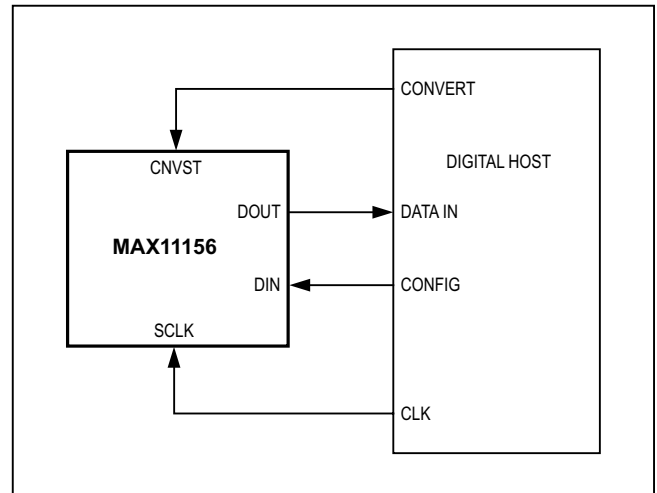 CONVERT
CNVST
DIGITAL HOST
DOUT
DATA IN
MAX11156
DIN
CONFIG
SCLK
CLK